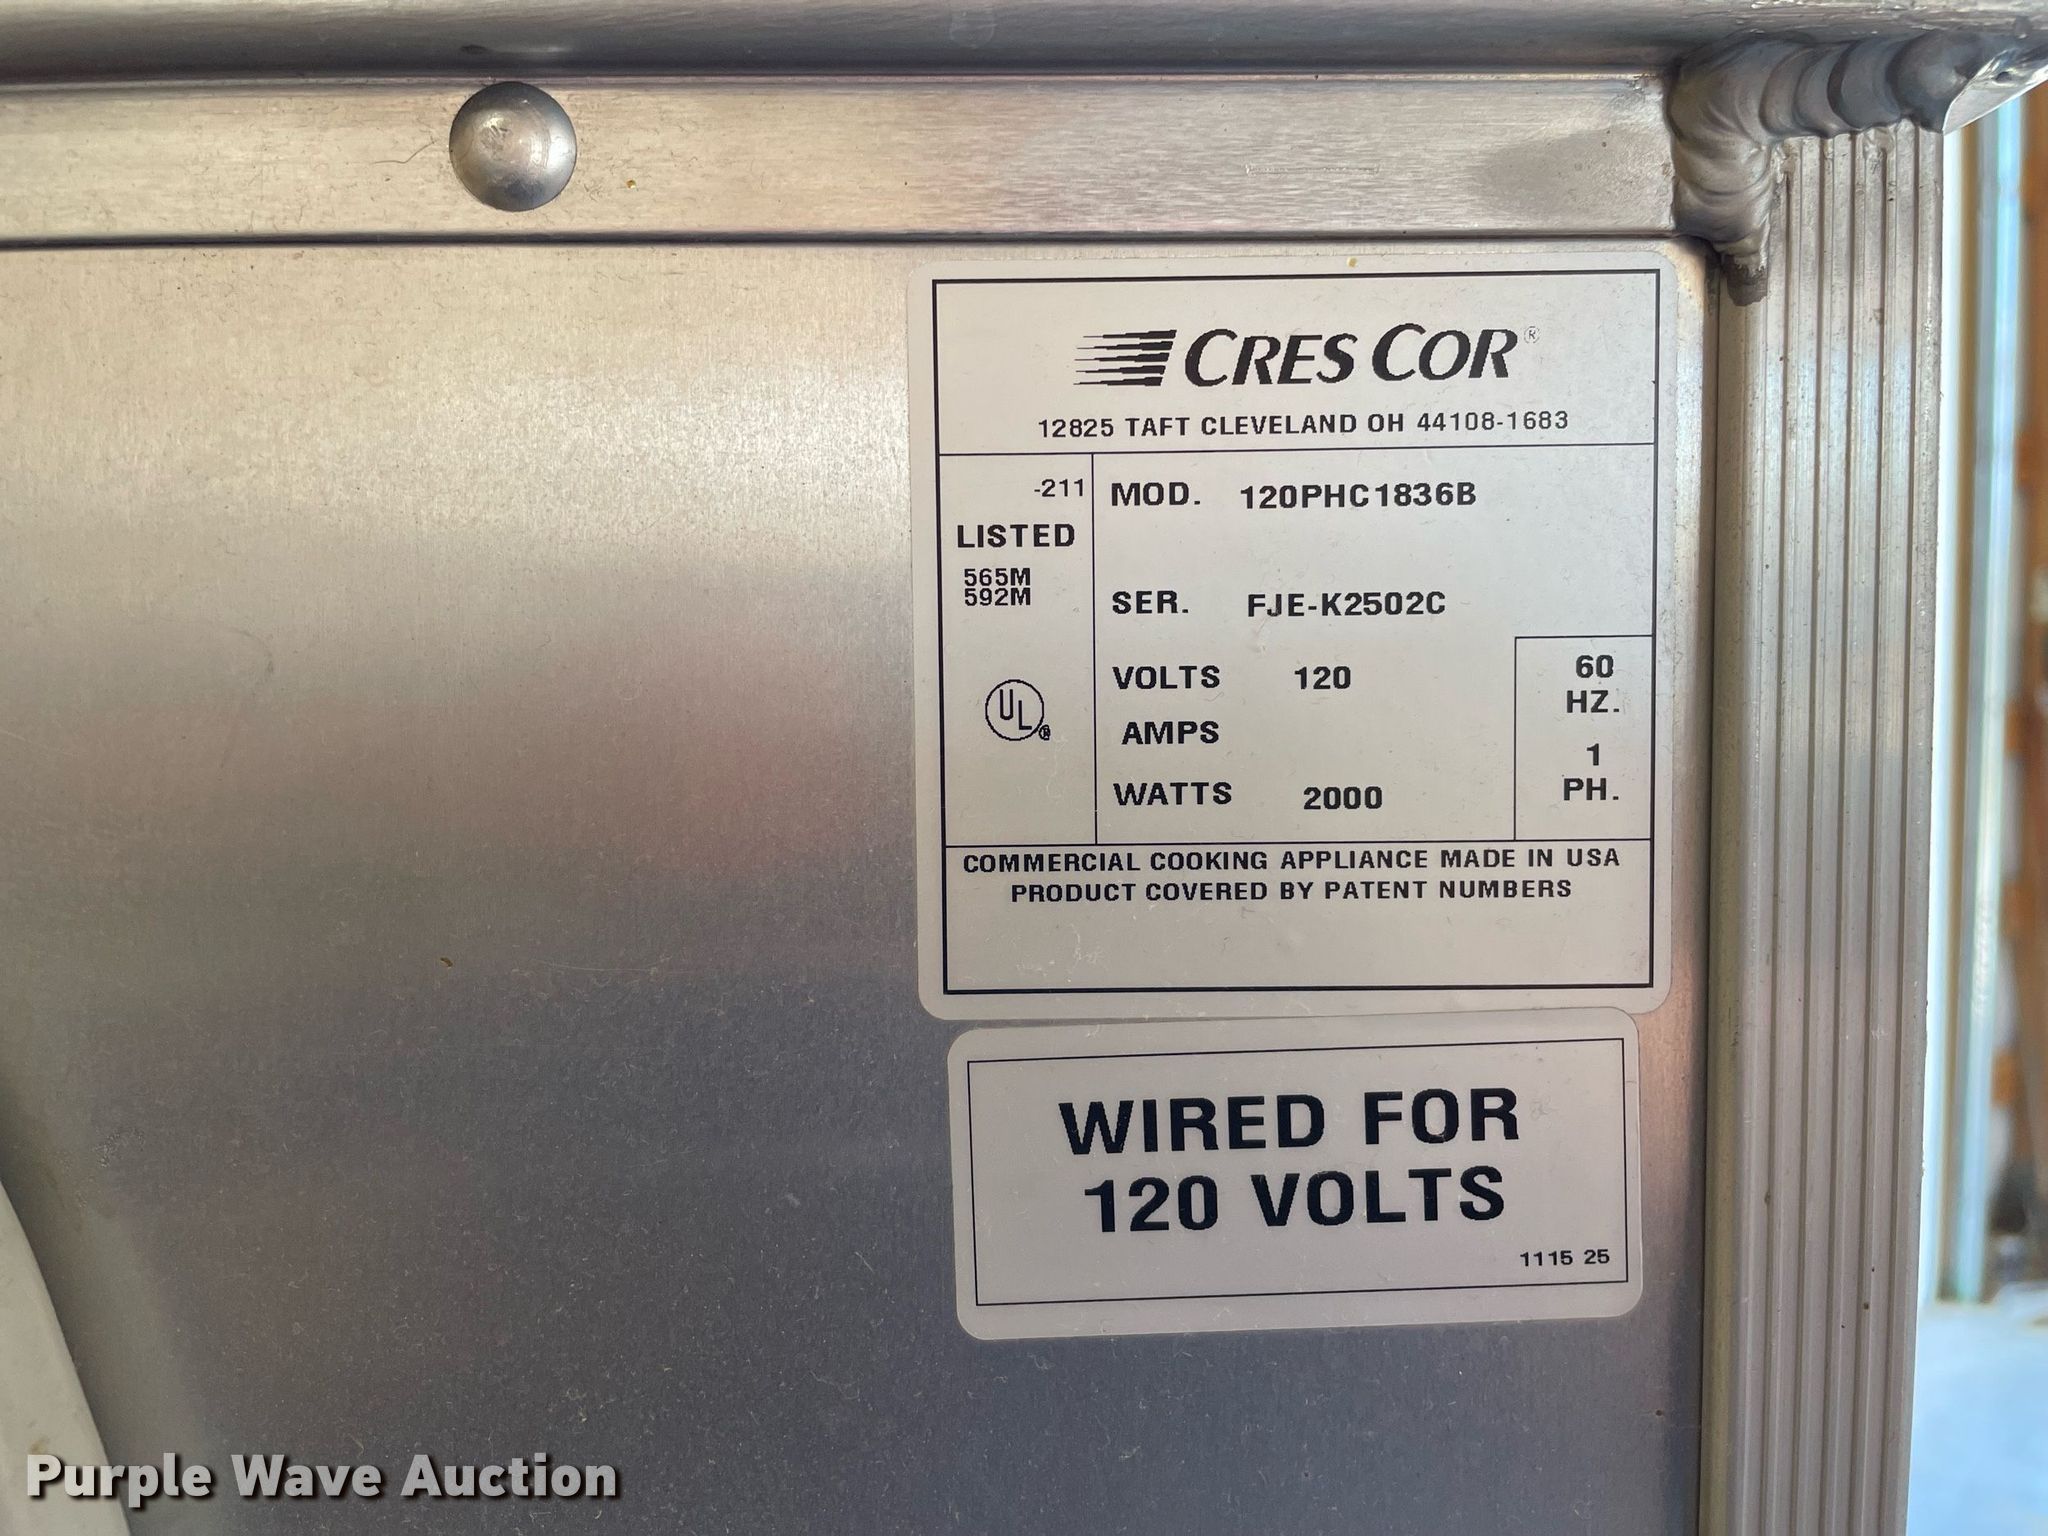 CRES COR®
12825 TAFT CLEVELAND OH 44108-1683
-211
LISTED
565M
592M
UL®
MOD. 120PHC1836B
SER. FJE-K2502C
VOLTS 120
AMPS
WATTS 2000
60
HZ.
1
PH.
COMMERCIAL COOKING APPLIANCE MADE IN USA
PRODUCT COVERED BY PATENT NUMBERS
WIRED FOR
120 VOLTS
1115 25
Purple Wave Auction